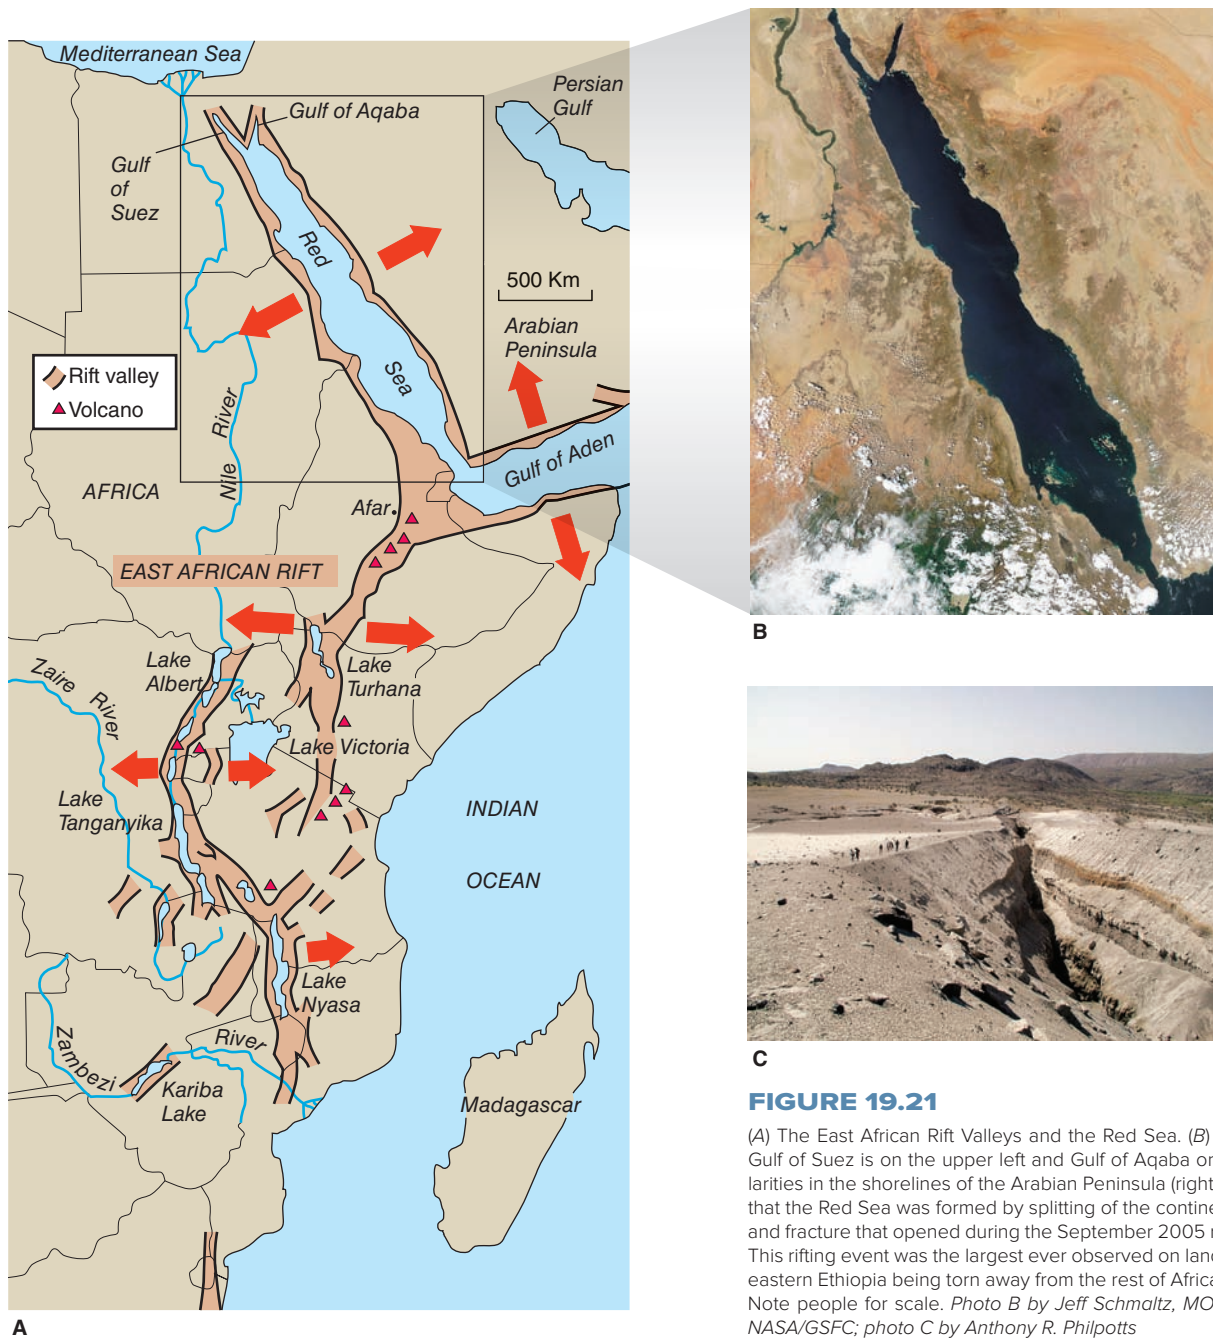 Mediterranean Sea
Gulf of Aqaba
Persian
Gulf
Gulf
of
Suez
Red
Sea
500 Km
Arabian
Peninsula
Rift valley
Volcano
Nile River
AFRICA
Gulf of Aden
Afar
EAST AFRICAN RIFT
Lake
Albert
Lake
Turhana
Zaire River
Lake Victoria
Lake
Tanganyika
INDIAN
OCEAN
Lake
Nyasa
Zambezi River
Kariba
Lake
Madagascar
A
B
C
FIGURE 19.21
(A) The East African Rift Valleys and the Red Sea. (B)
Gulf of Suez is on the upper left and Gulf of Aqaba
larities in the shorelines of the Arabian Peninsula (right
that the Red Sea was formed by splitting of the
and fracture that opened during the September 2005
This rifting event was the largest ever observed on
eastern Ethiopia being torn away from the rest of
Note people for scale. Photo B by Jeff Schmaltz,
NASA/GSFC; photo C by Anthony R. Philpotts